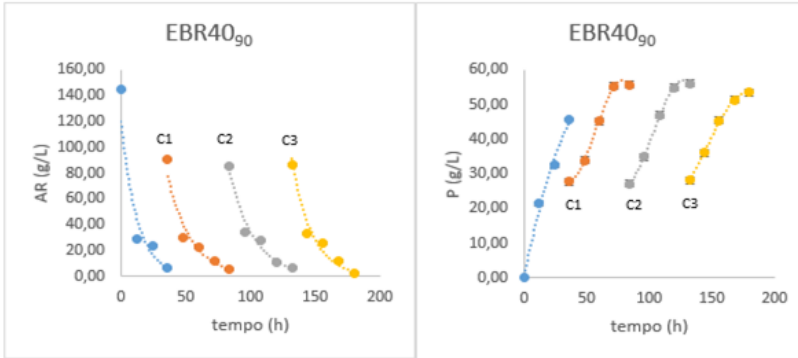 EBR40₉₀
160,00
140,00
120,00
100,00
80,00
60,00
40,00
20,00
0,00
AR (g/L)
C1
C2
C3
0 50 100 150 200
tempo (h)
EBR40₉₀
60,00
50,00
40,00
30,00
20,00
10,00
0,00
P (g/L)
C1
C2
C3
0 50 100 150 200
tempo (h)